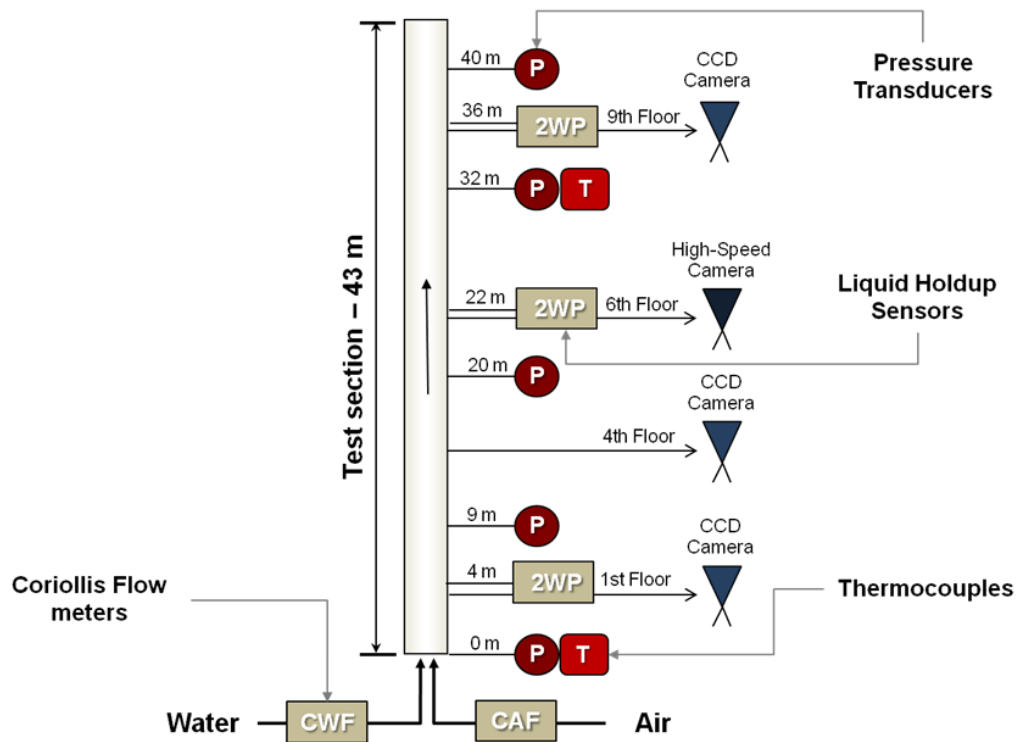 40 m
P
CCD
Camera
Pressure
Transducers
36 m
2WP
9th Floor
32 m
P
T
Test section – 43 m
High-Speed
Camera
22 m
2WP
6th Floor
Liquid Holdup
Sensors
20 m
P
CCD
Camera
4th Floor
9 m
P
CCD
Camera
Coriollis Flow
meters
4 m
2WP
1st Floor
Thermocouples
0 m
P
T
Water
CWF
CAF
Air